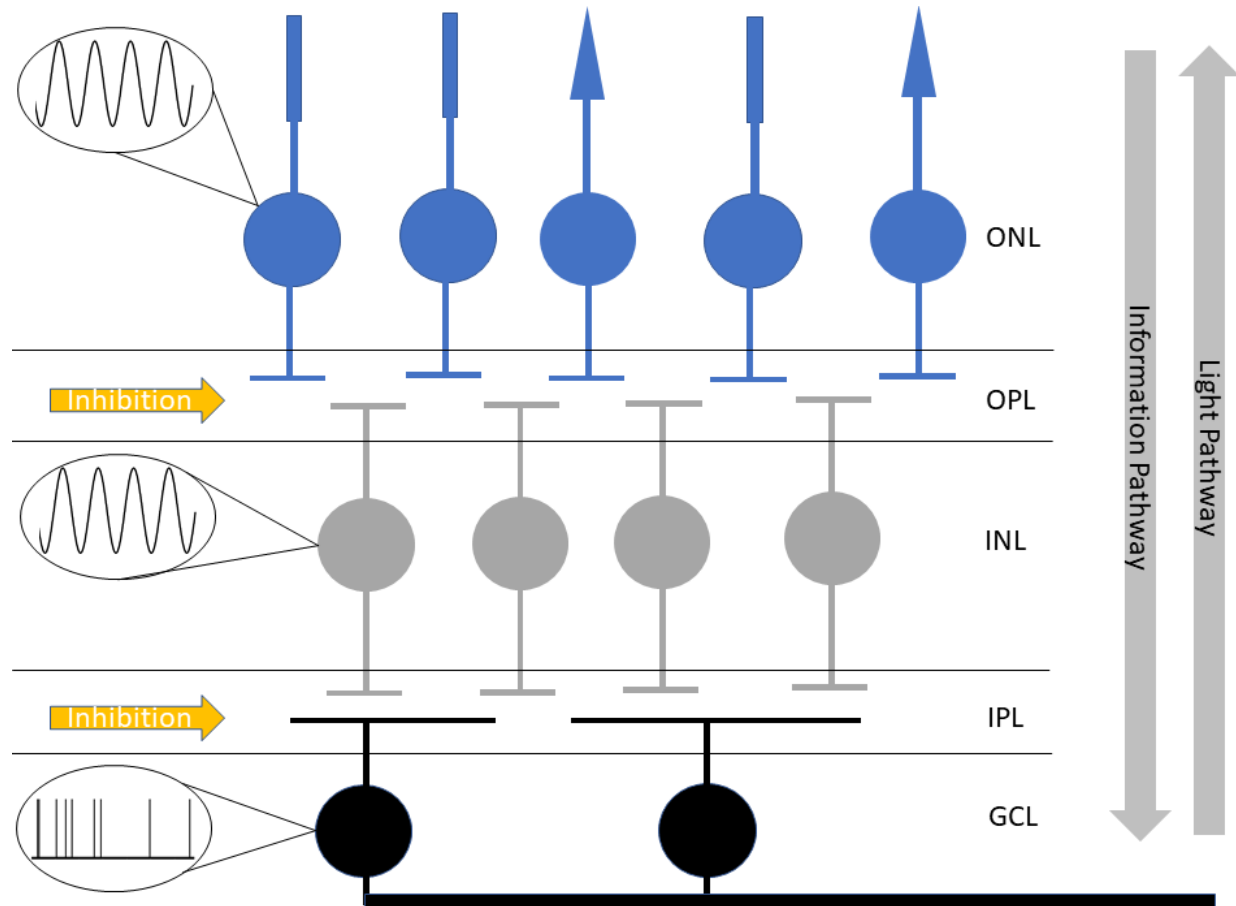 ONL
Inhibition
OPL
INL
Inhibition
IPL
GCL
Information Pathway
Light Pathway